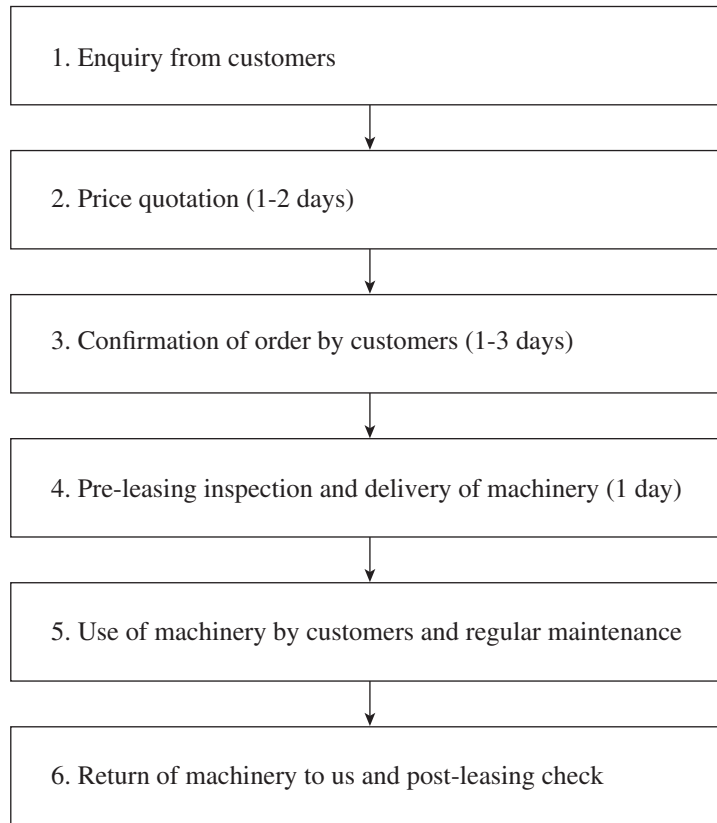 1. Enquiry from customers
2. Price quotation (1-2 days)
3. Confirmation of order by customers (1-3 days)
4. Pre-leasing inspection and delivery of machinery (1 day)
5. Use of machinery by customers and regular maintenance
6. Return of machinery to us and post-leasing check